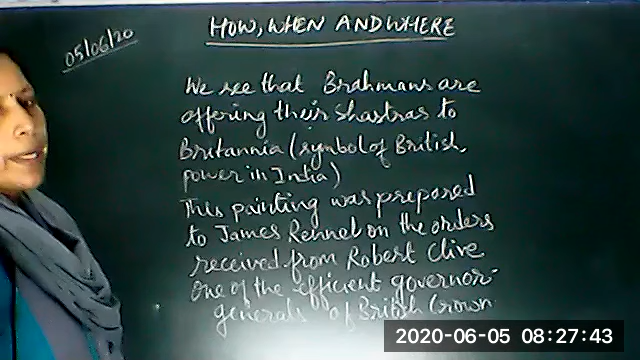 05/06/20
HOW, WHEN AND WHERE
We see that Brahmans are
offering their shastras to
Britannia (symbol of British,
power in India)
This painting was prepared
to James Rennel on the orders
received from Robert Clive
One of the efficient governor-
generals of British Crown
2020-06-05 08:27:43